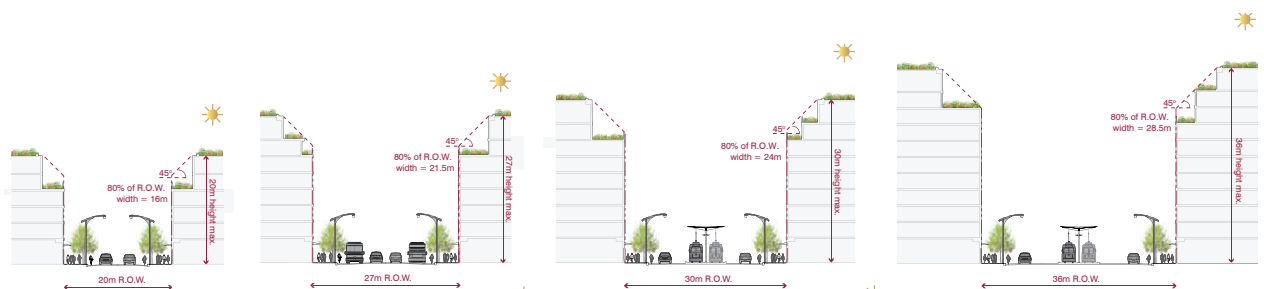 45°
80% of R.O.W.
width = 16m
20m height max.
20m R.O.W.
45°
80% of R.O.W.
width = 21.5m
27m height max.
27m R.O.W.
45°
80% of R.O.W.
width = 24m
30m height max.
30m R.O.W.
45°
80% of R.O.W.
width = 28.5m
36m height max.
36m R.O.W.